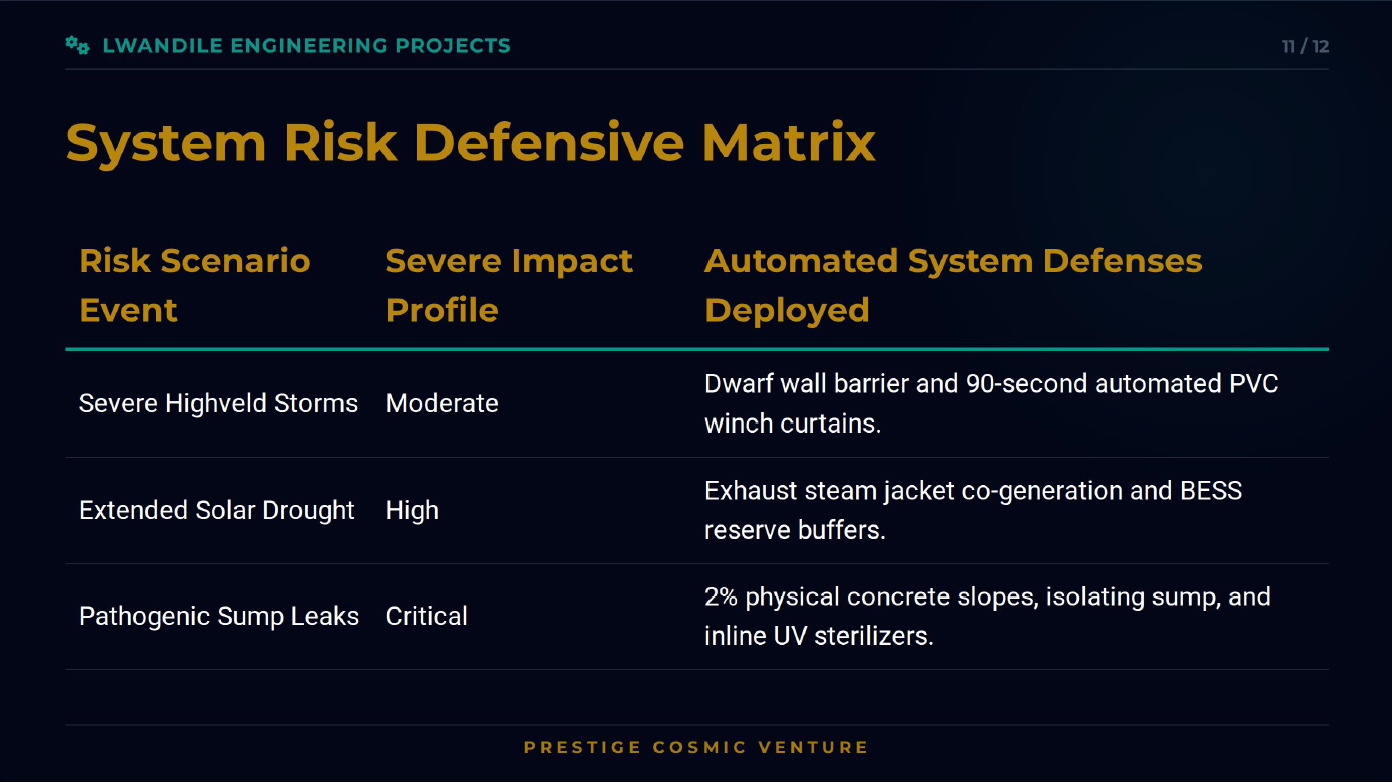 LWANDILE ENGINEERING PROJECTS
11 / 12
System Risk Defensive Matrix
Risk Scenario
Event
Severe Impact
Profile
Automated System Defenses
Deployed
Severe Highveld Storms
Moderate
Dwarf wall barrier and 90-second automated PVC
winch curtains.
Extended Solar Drought
High
Exhaust steam jacket co-generation and BESS
reserve buffers.
Pathogenic Sump Leaks
Critical
2% physical concrete slopes, isolating sump, and
inline UV sterilizers.
PRESTIGE COSMIC VENTURE